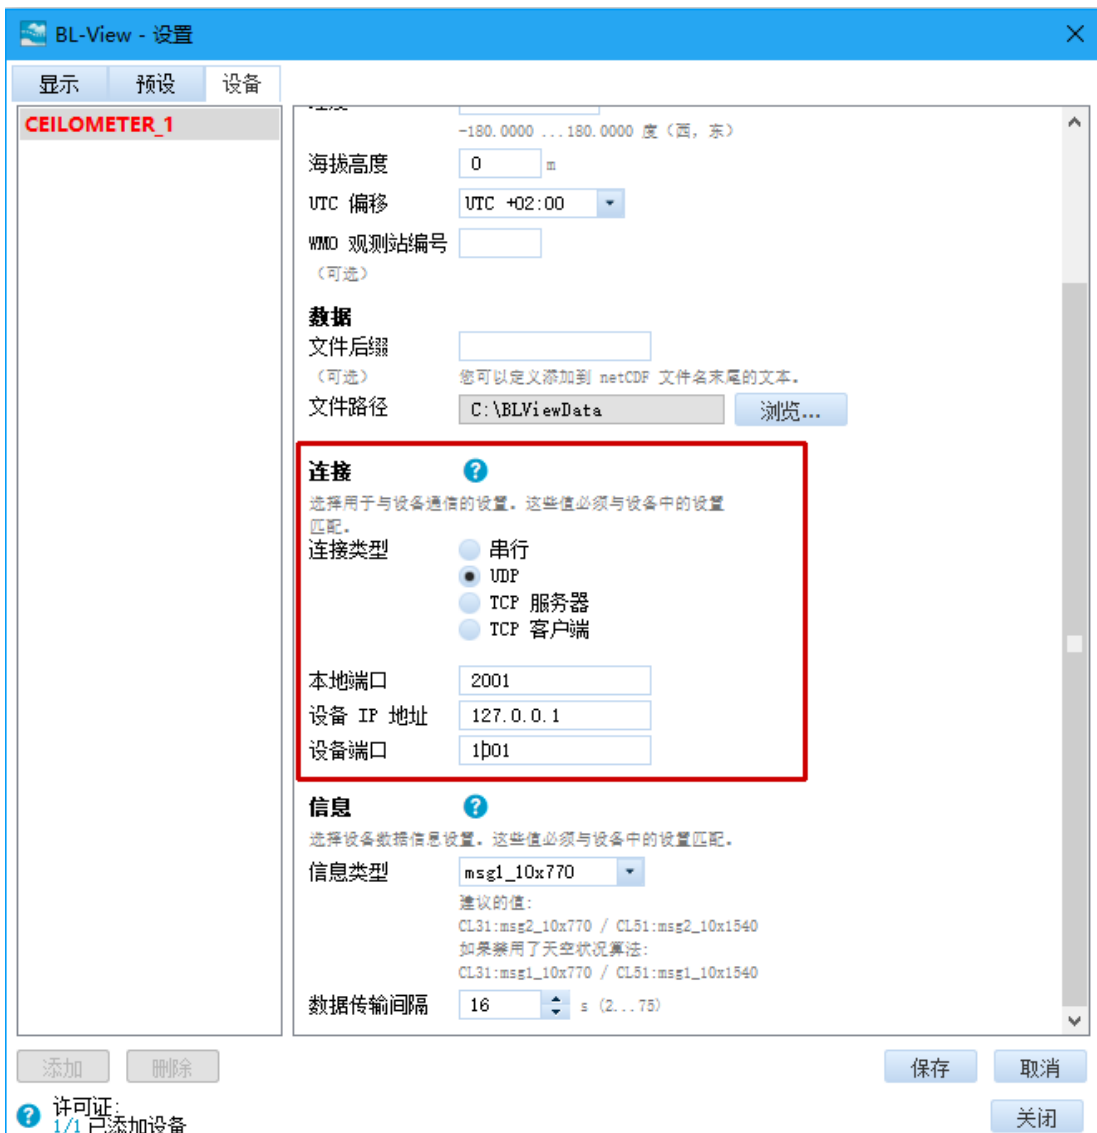 BL-View - 设置
显示 预设 设备
CEILOMETER_1
-180.0000 ...180.0000 度（西，东）
海拔高度 0 m
UTC 偏移 UTC +02:00
WMO 观测站编号
（可选）
数据
文件后缀
（可选） 您可以定义添加到 netCDF 文件名末尾的文本。
文件路径 C:\BLViewData 浏览...
连接
选择用于与设备通信的设置。这些值必须与设备中的设置
匹配。
连接类型 串行
UDP
TCP 服务器
TCP 客户端
本地端口 2001
设备 IP 地址 127.0.0.1
设备端口 1001
信息
选择设备数据信息设置。这些值必须与设备中的设置匹配。
信息类型 msg1_10x770
建议的值:
CL31:msg2_10x770 / CL51:msg2_10x1540
如果禁用了天空状况算法:
CL31:msg1_10x770 / CL51:msg1_10x1540
数据传输间隔 16 s (2...75)
添加 删除 保存 取消
许可证:
1/1 已添加设备 关闭